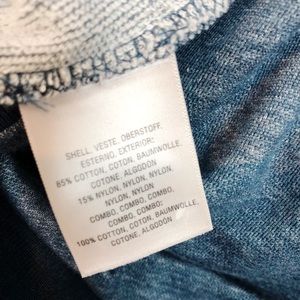 SHELL, VESTE, OBERSTOFF,
ESTERNO, EXTERIOR:
85% COTTON, COTON, BAUMWOLLE,
COTONE, ALGODON
15% NYLON, NYLON, NYLON,
NYLON, NYLON
COMBO, COMBO, COMBO,
COMBO, COMBO:
100% COTTON, COTON, BAUMWOLLE,
COTONE, ALGODON